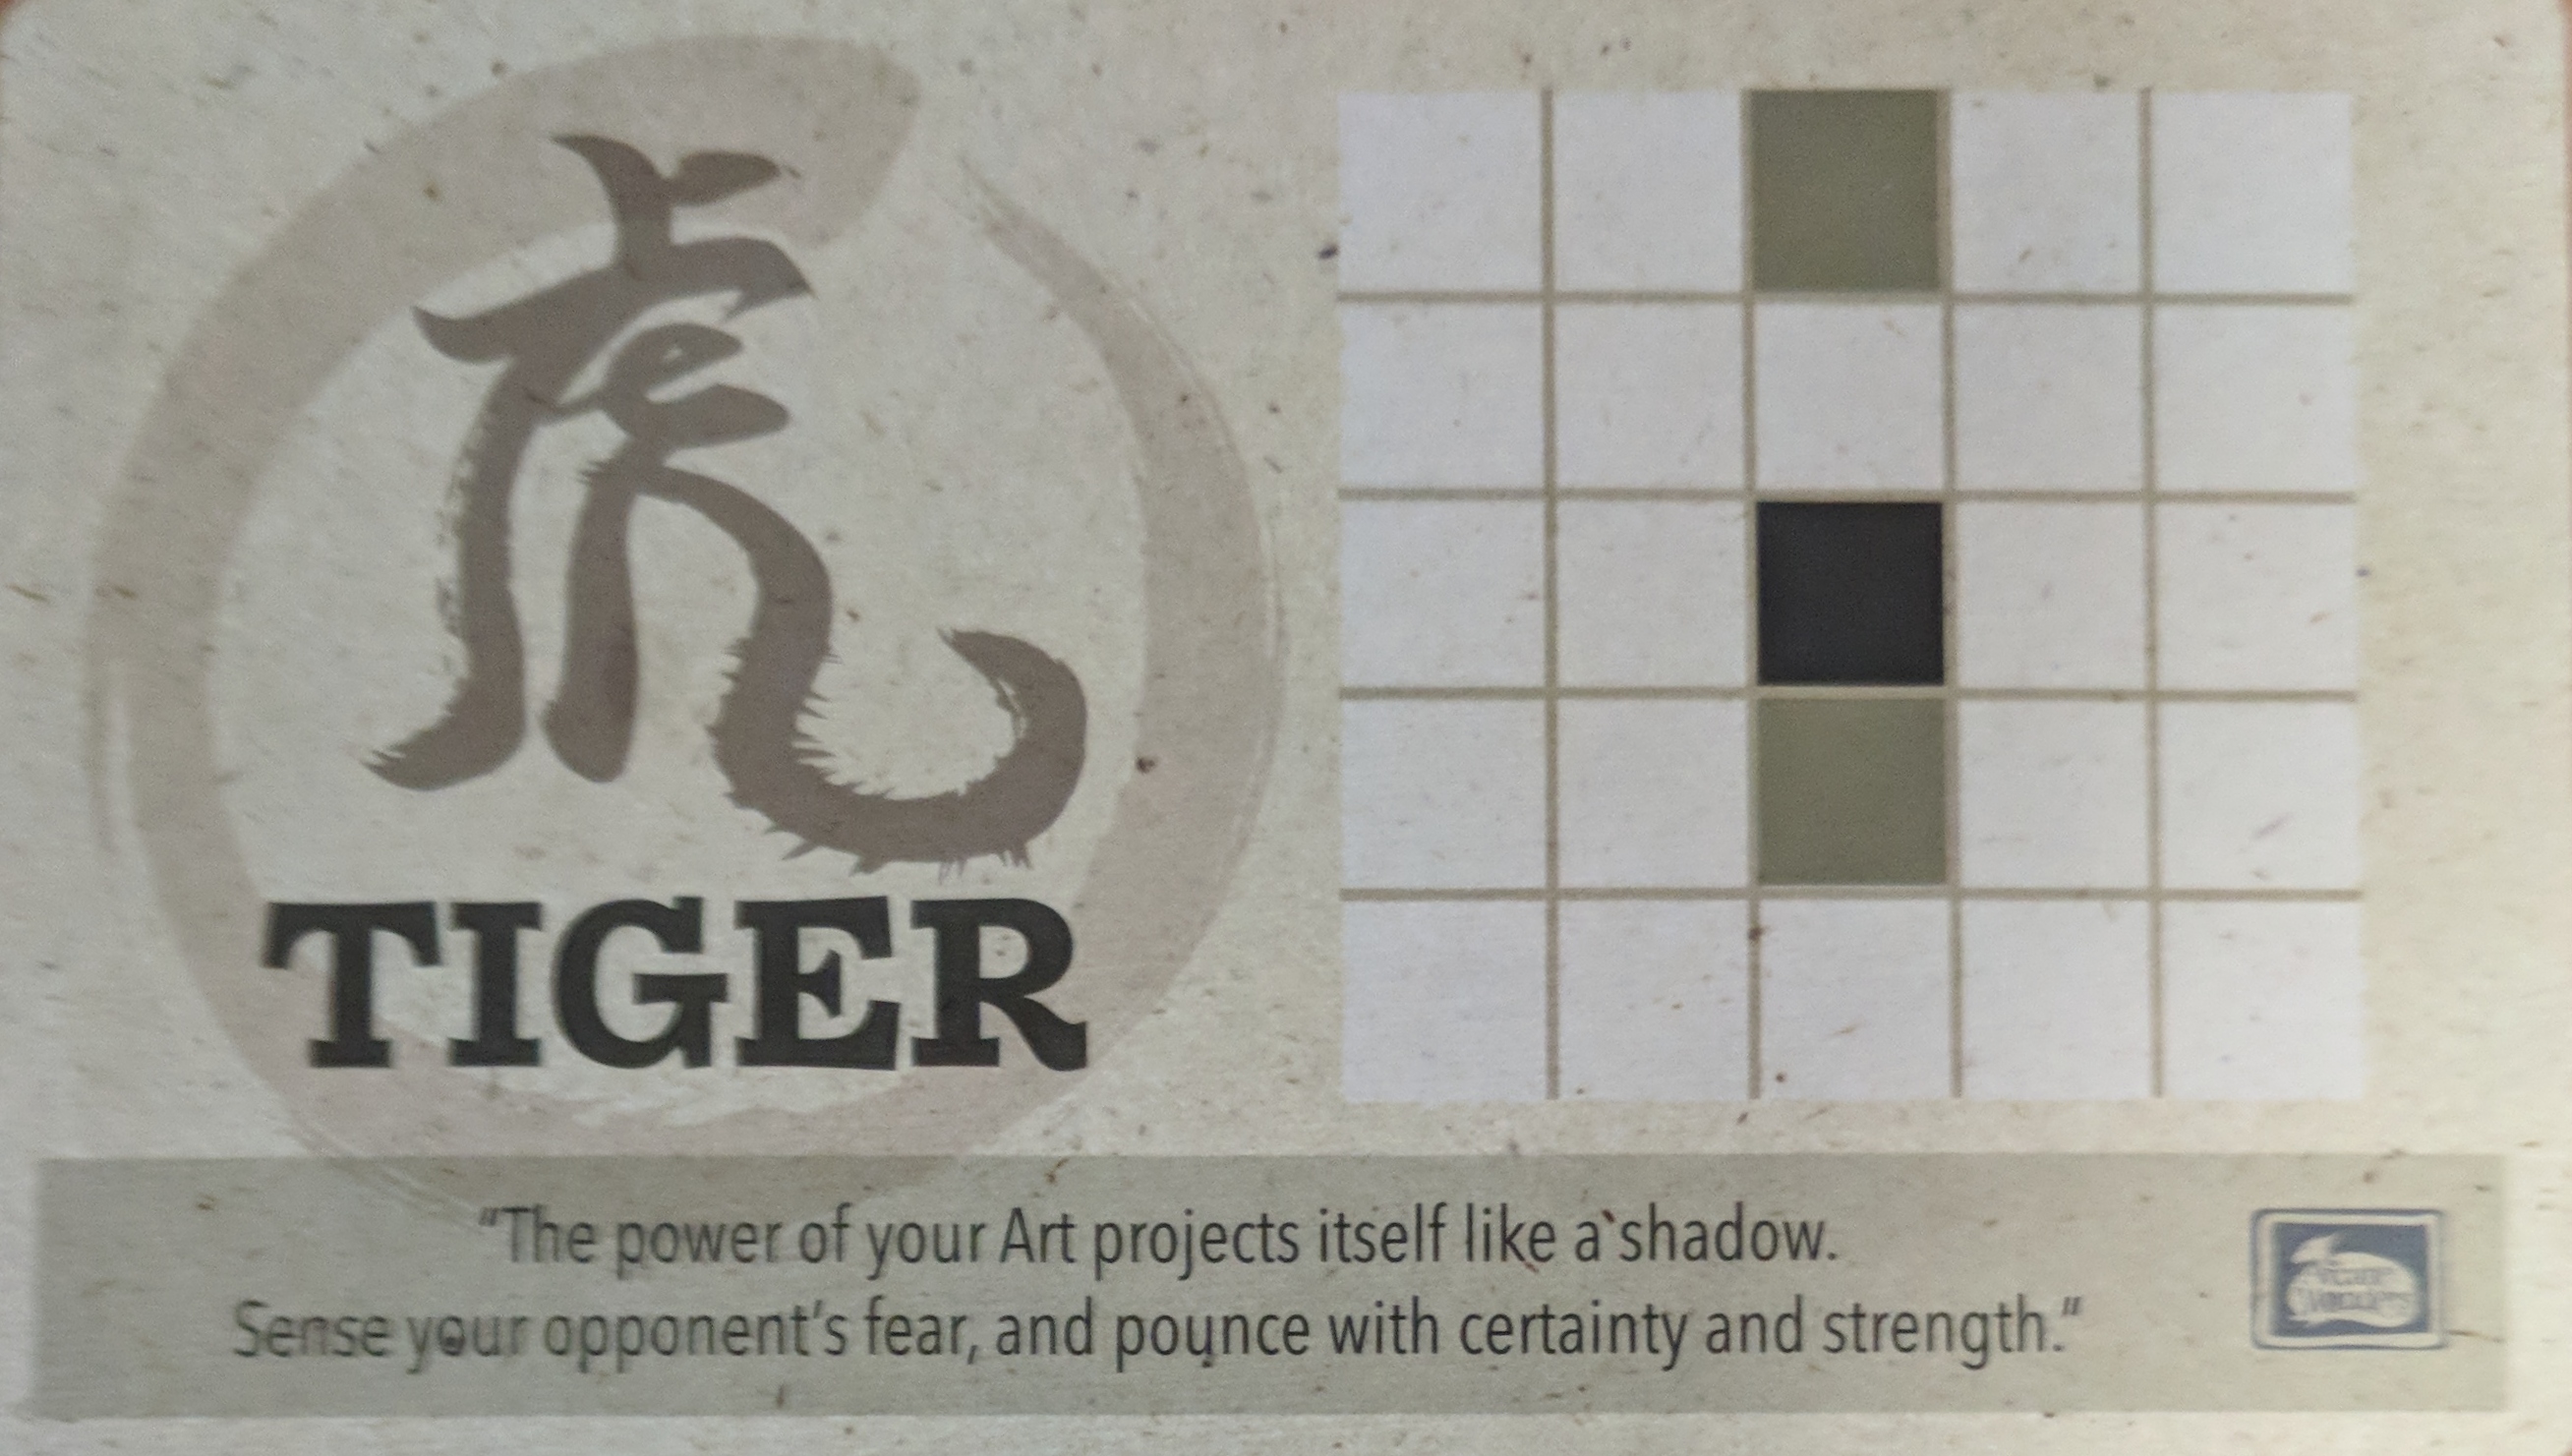 虎
TIGER
“The power of your Art projects itself like a shadow.
Sense your opponent's fear, and pounce with certainty and strength.“